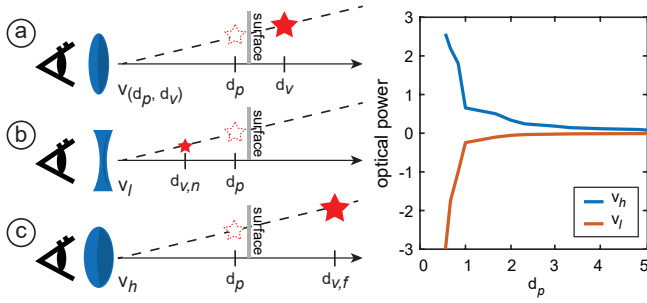 a
surface
v(dp, dv)
dp
dv
b
surface
vl
dv,n
dp
c
surface
vh
dp
dv,f
optical power
3
2
1
0
-1
-2
-3
vh
vl
0 1 2 3 4 5
dp